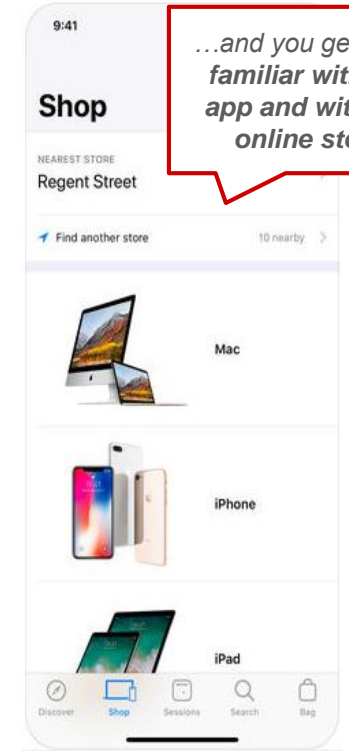 9:41
…and you ge
familiar wit
app and wit
online sto
Shop
NEAREST STORE
Regent Street
Find another store
10 nearby
Mac
iPhone
iPad
Discover
Shop
Sessions
Search
Bag